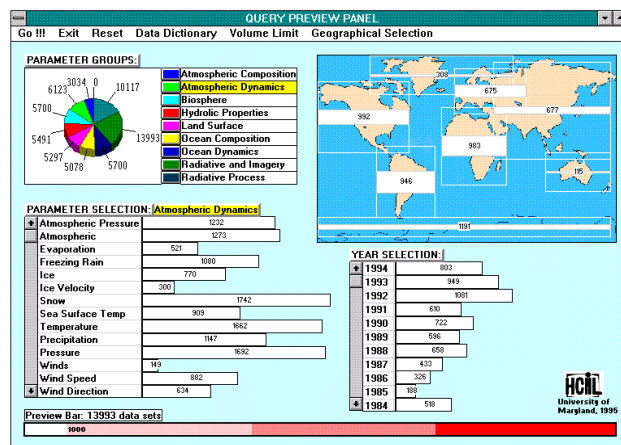 QUERY PREVIEW PANEL
Go !!! Exit Reset Data Dictionary Volume Limit Geographical Selection
PARAMETER GROUPS:
6123 3034 0 10117
5700 13993
5491
5297 5078 5700
Atmospheric Composition
Atmospheric Dynamics
Biosphere
Hydrolic Properties
Land Surface
Ocean Composition
Ocean Dynamics
Radiative and Imagery
Radiative Process
308
675
992
677
983
946
115
1191
PARAMETER SELECTION: Atmospheric Dynamics
Atmospheric Pressure 1232
Atmospheric 1273
Evaporation 521
Freezing Rain 1080
Ice 770
Ice Velocity 300
Snow 1742
Sea Surface Temp 909
Temperature 1662
Precipitation 1147
Pressure 1692
Winds 149
Wind Speed 882
Wind Direction 634
YEAR SELECTION:
1994 803
1993 949
1992 1081
1991 610
1990 722
1989 596
1988 658
1987 433
1986 326
1985 188
1984 518
HCIL
University of
Maryland, 1995
Preview Bar: 13993 data sets
1000